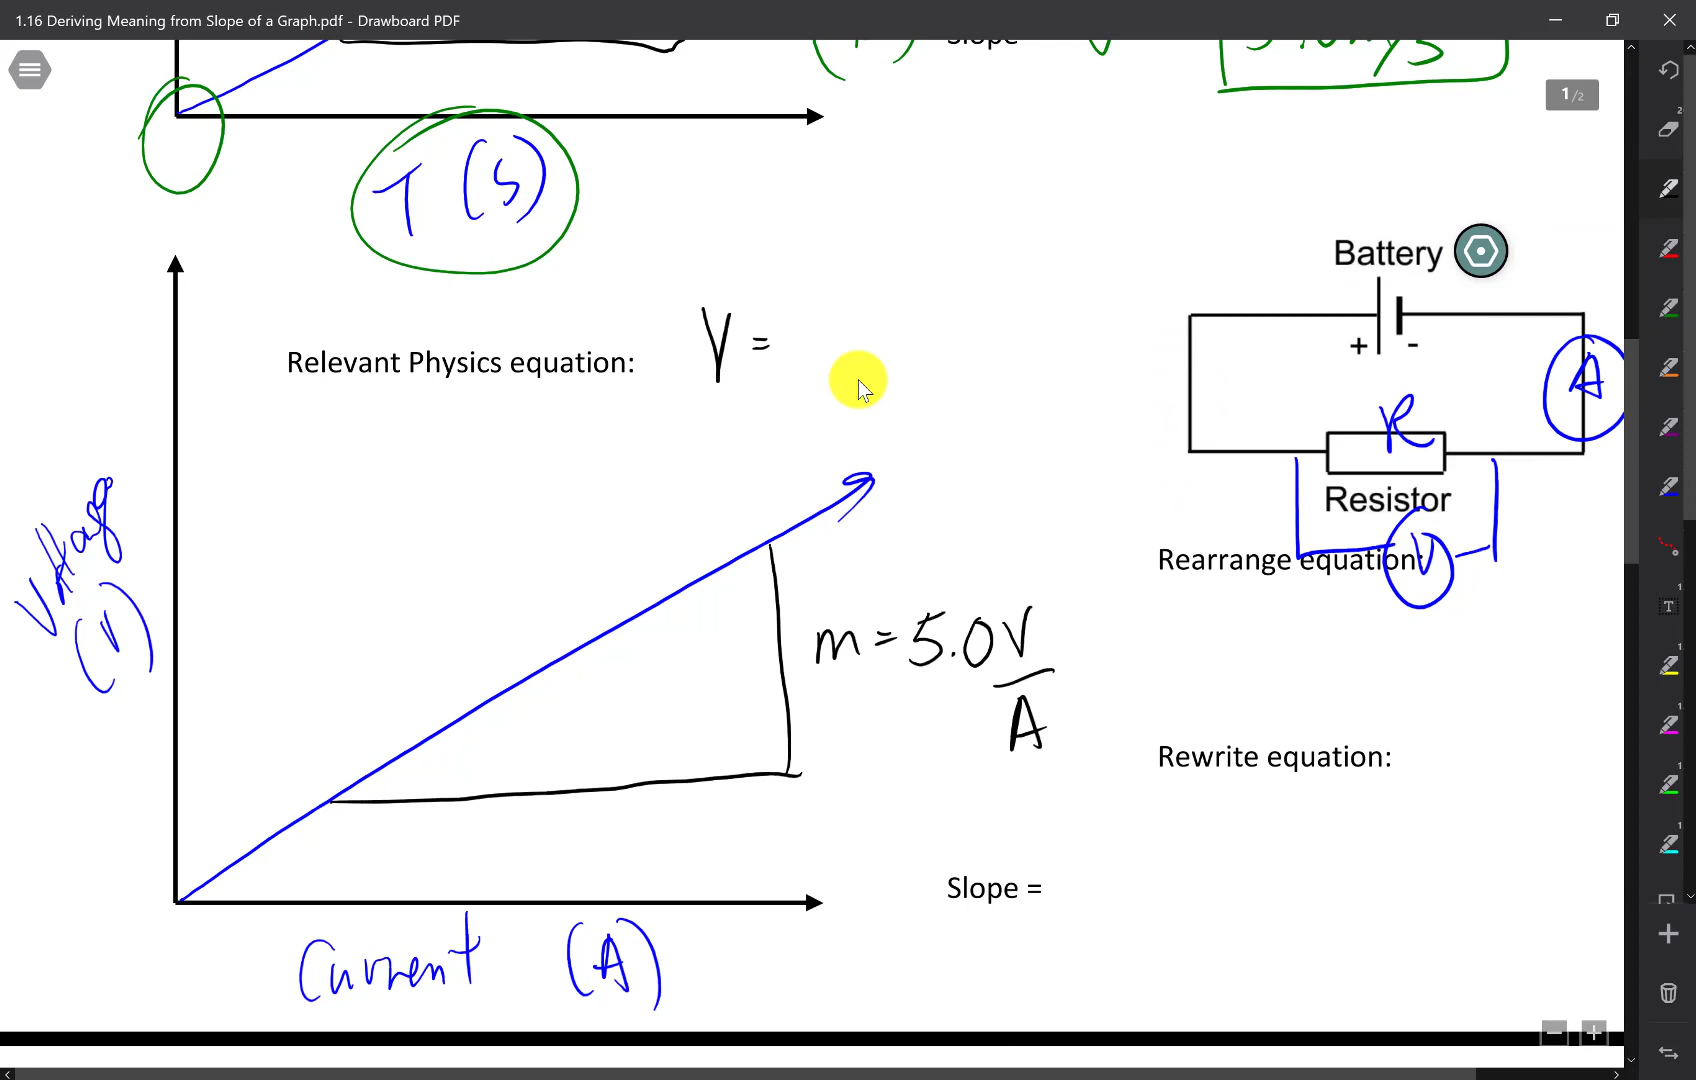 1.16 Deriving Meaning from Slope of a Graph.pdf - Drawboard PDF
1 / 2
T (S)
Battery
+ -
A
Relevant Physics equation: V =
R
Resistor
V
Rearrange equation:
Voltage
(V)
m = 5.0 V
A
Rewrite equation:
Slope =
Current (A)